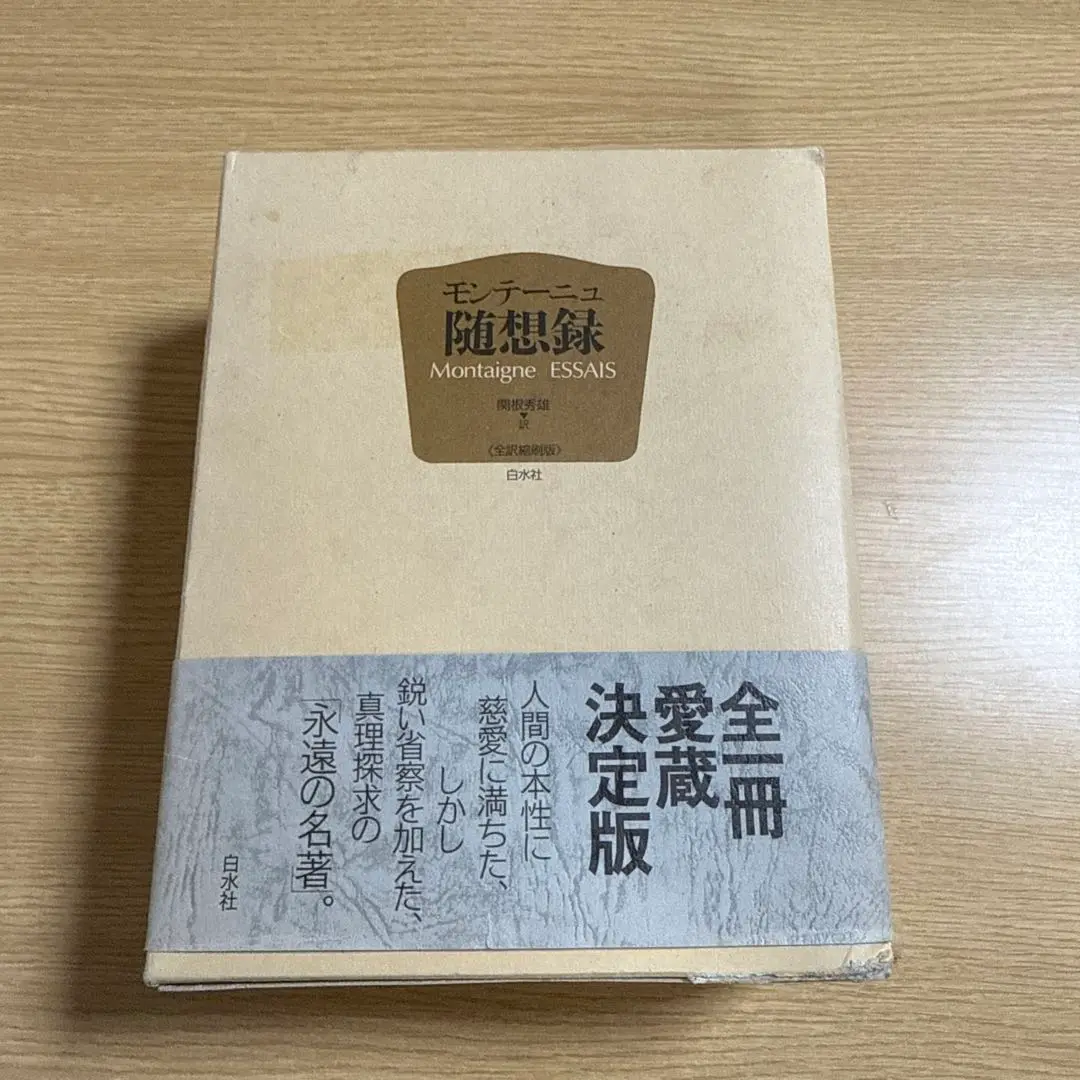 モンテーニュ
随想録
Montaigne ESSAIS
関根秀雄
訳
《全訳縮刷版》
白水社
全一冊
愛蔵
決定版
人間の本性に
慈愛に満ちた、
しかし
鋭い省察を加えた、
真理探求の
「永遠の名著」。
白水社